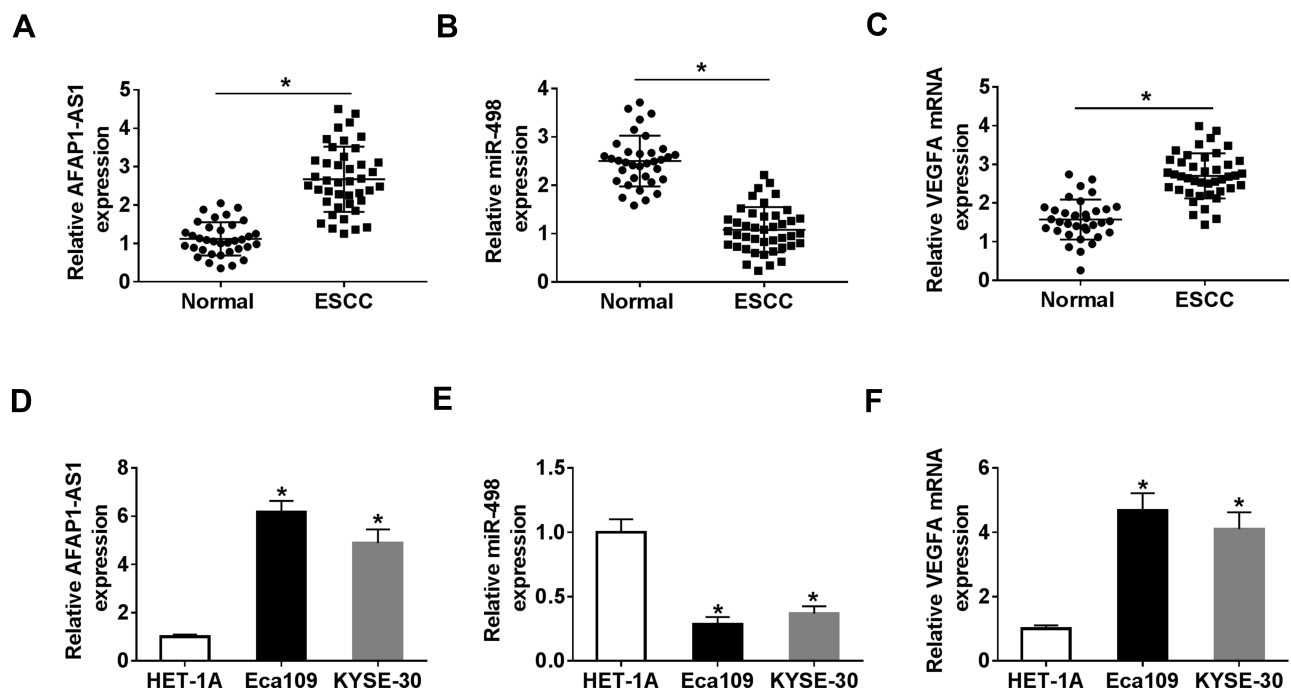 A
Relative AFAP1-AS1
expression
5
4
3
2
1
0
*
Normal
ESCC
B
Relative miR-498
expression
4
3
2
1
0
*
Normal
ESCC
C
Relative VEGFA mRNA
expression
5
4
3
2
1
0
*
Normal
ESCC
D
Relative AFAP1-AS1
expression
8
6
4
2
0
*
*
HET-1A
Eca109
KYSE-30
E
Relative miR-498
expression
1.5
1.0
0.5
0.0
*
*
HET-1A
Eca109
KYSE-30
F
Relative VEGFA mRNA
expression
6
4
2
0
*
*
HET-1A
Eca109
KYSE-30